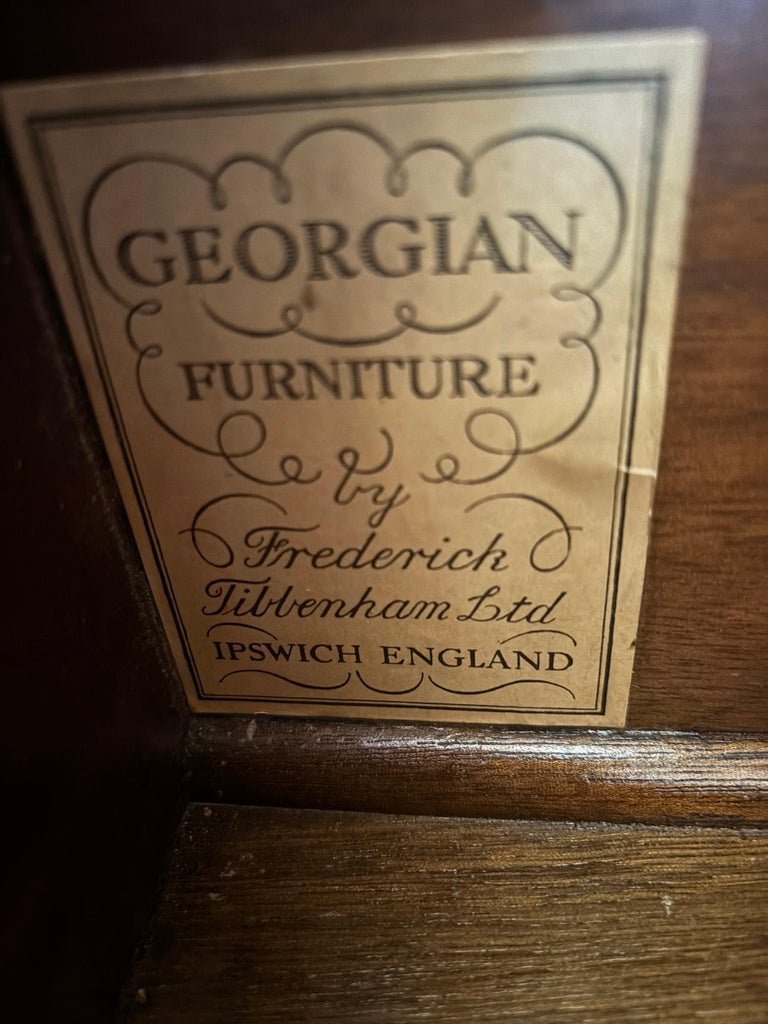 GEORGIAN
FURNITURE
by
Frederick
Tibbenham Ltd
IPSWICH ENGLAND